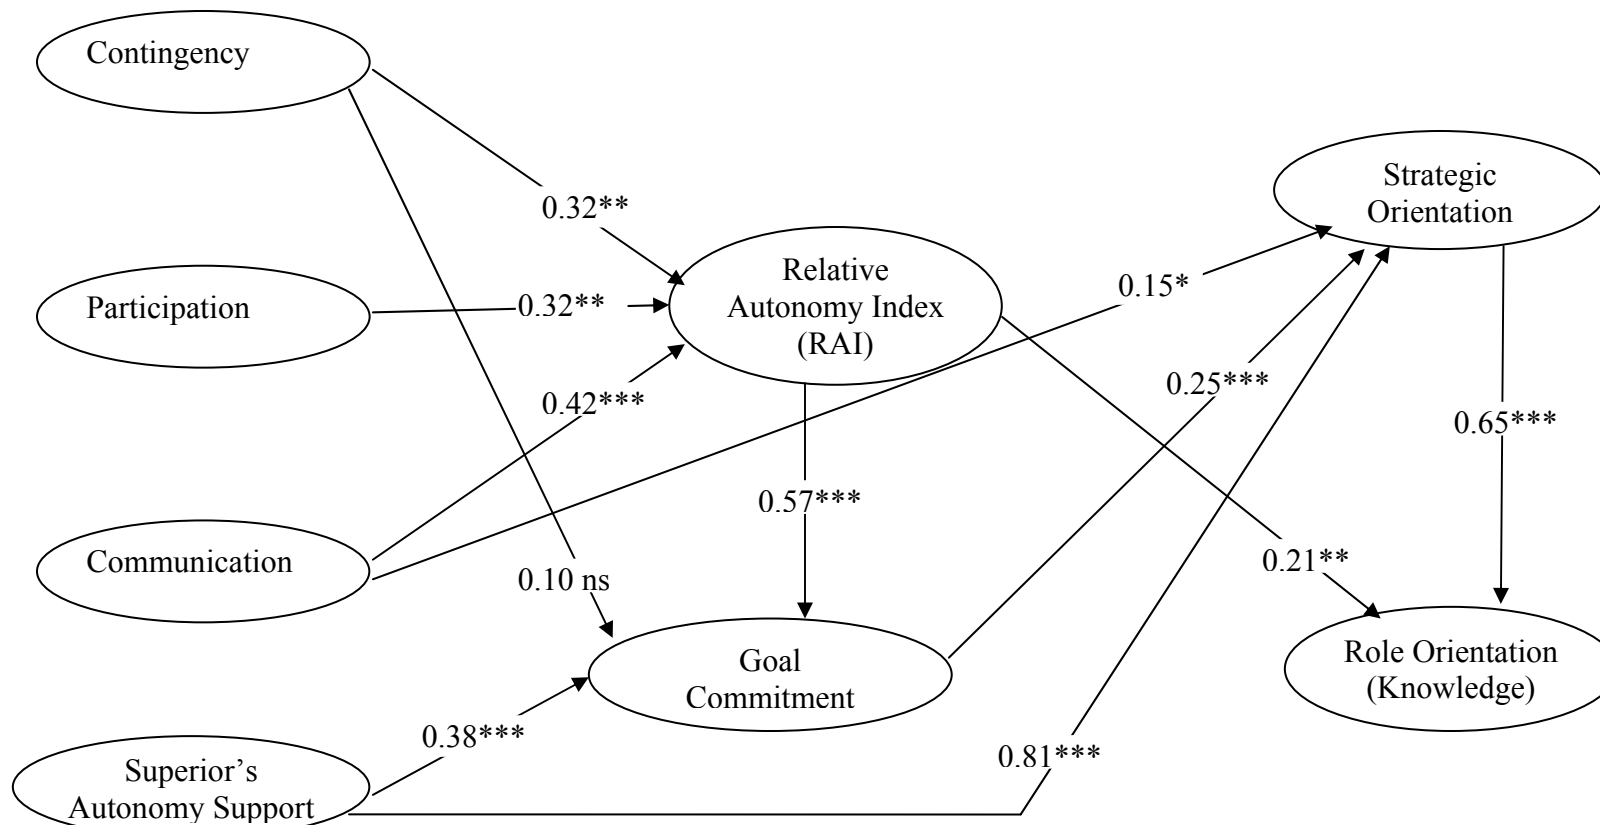 Contingency
0.32**
Participation
0.32**
Relative
Autonomy Index
(RAI)
Strategic
Orientation
0.15*
0.42***
0.25***
0.65***
0.57***
Communication
0.10 ns
0.21**
Goal
Commitment
Role Orientation
(Knowledge)
0.38***
0.81***
Superior’s
Autonomy Support